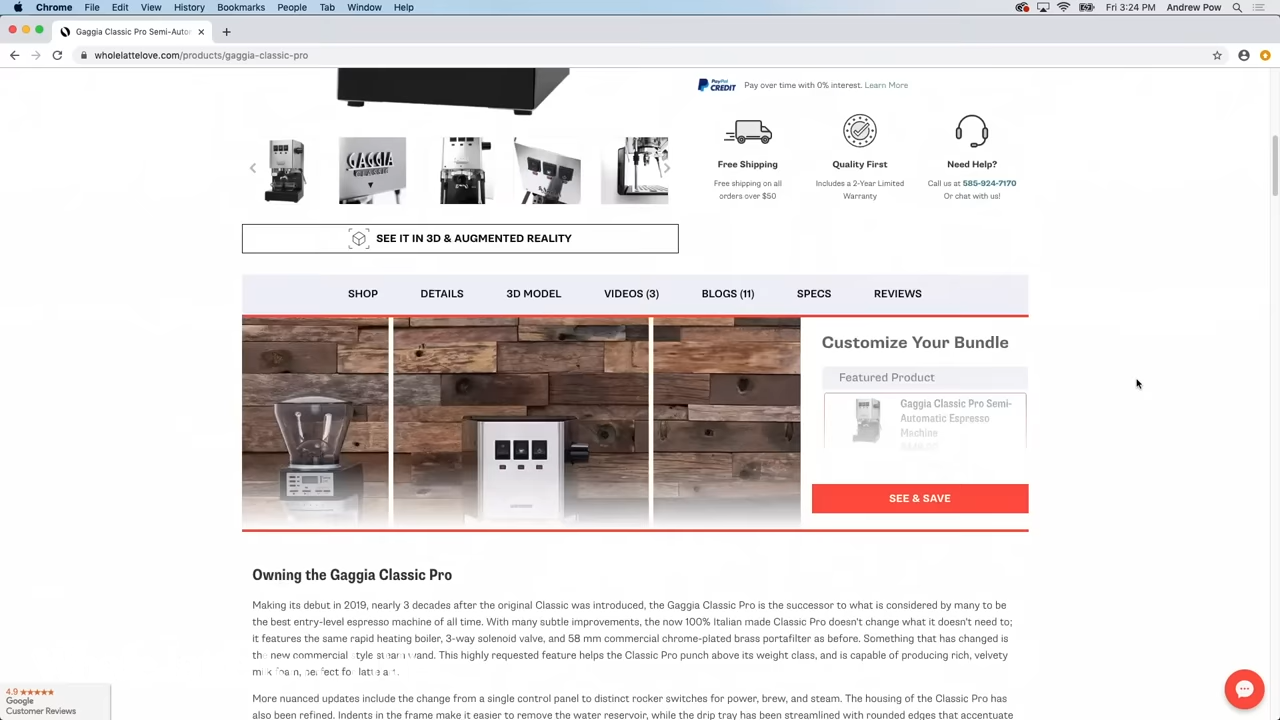 Chrome File Edit View History Bookmarks People Tab Window Help Fri 3:24 PM Andrew Pow
Gaggia Classic Pro Semi-Auto
wholelattelove.com/products/gaggia-classic-pro
PayPal CREDIT Pay over time with 0% interest. Learn More
GAGGIA
Free Shipping Quality First Need Help?
Free shipping on all Includes a 2-Year Limited Call us at 585-924-7170
orders over $50 Warranty Or chat with us!
SEE IT IN 3D & AUGMENTED REALITY
SHOP DETAILS 3D MODEL VIDEOS (3) BLOGS (11) SPECS REVIEWS
Customize Your Bundle
Featured Product
Gaggia Classic Pro Semi-
Automatic Espresso
Machine
SEE & SAVE
Owning the Gaggia Classic Pro
Making its debut in 2019, nearly 3 decades after the original Classic was introduced, the Gaggia Classic Pro is the successor to what is considered by many to be
the best entry-level espresso machine of all time. With many subtle improvements, the now 100% Italian made Classic Pro doesn't change what it doesn't need to;
it features the same rapid heating boiler, 3-way solenoid valve, and 58 mm commercial chrome-plated brass portafilter as before. Something that has changed is
the new commercial style steam wand. This highly requested feature helps the Classic Pro punch above its weight class, and is capable of producing rich, velvety
milk foam, perfect for latte art.
More nuanced updates include the change from a single control panel to distinct rocker switches for power, brew, and steam. The housing of the Classic Pro has
also been refined. Indents in the frame make it easier to remove the water reservoir, while the drip tray has been streamlined with rounded edges that accentuate
4.9 ★★★★★
Google
Customer Reviews